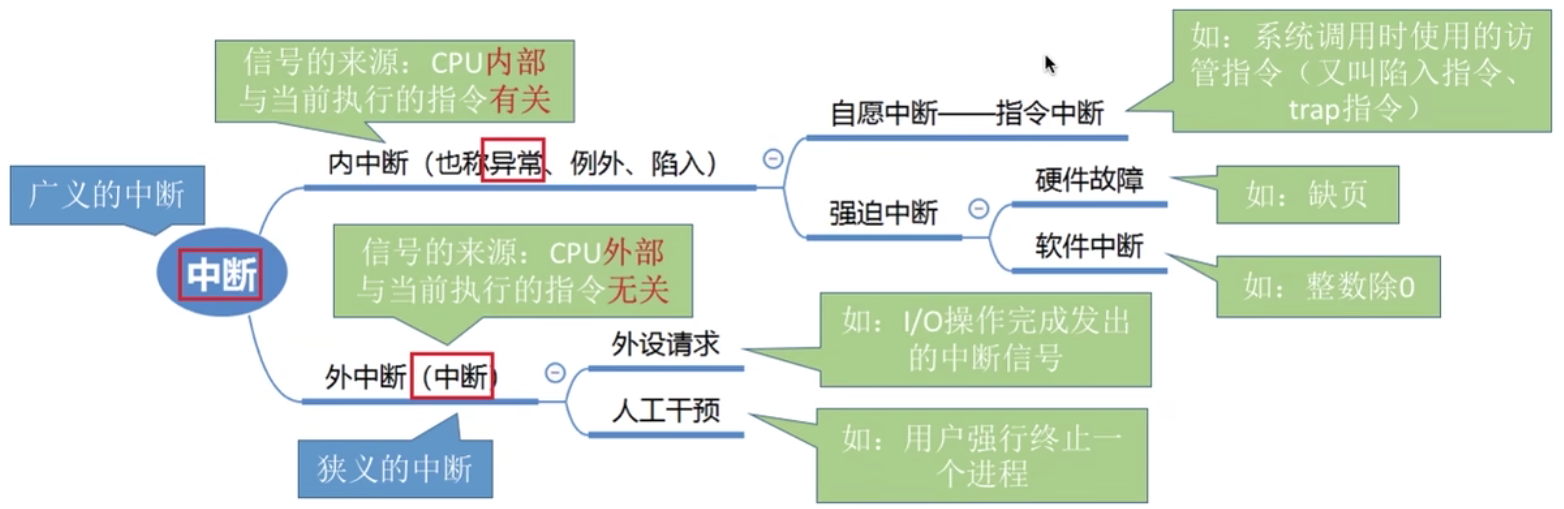 信号的来源：CPU内部
与当前执行的指令有关
如：系统调用时使用的访
管指令（又叫陷入指令、
trap指令）
自愿中断——指令中断
内中断（也称异常、例外、陷入）
硬件故障
如：缺页
广义的中断
强迫中断
软件中断
如：整数除0
中断
信号的来源：CPU外部
与当前执行的指令无关
如：I/O操作完成发出
的中断信号
外设请求
外中断（中断）
人工干预
如：用户强行终止一
个进程
狭义的中断